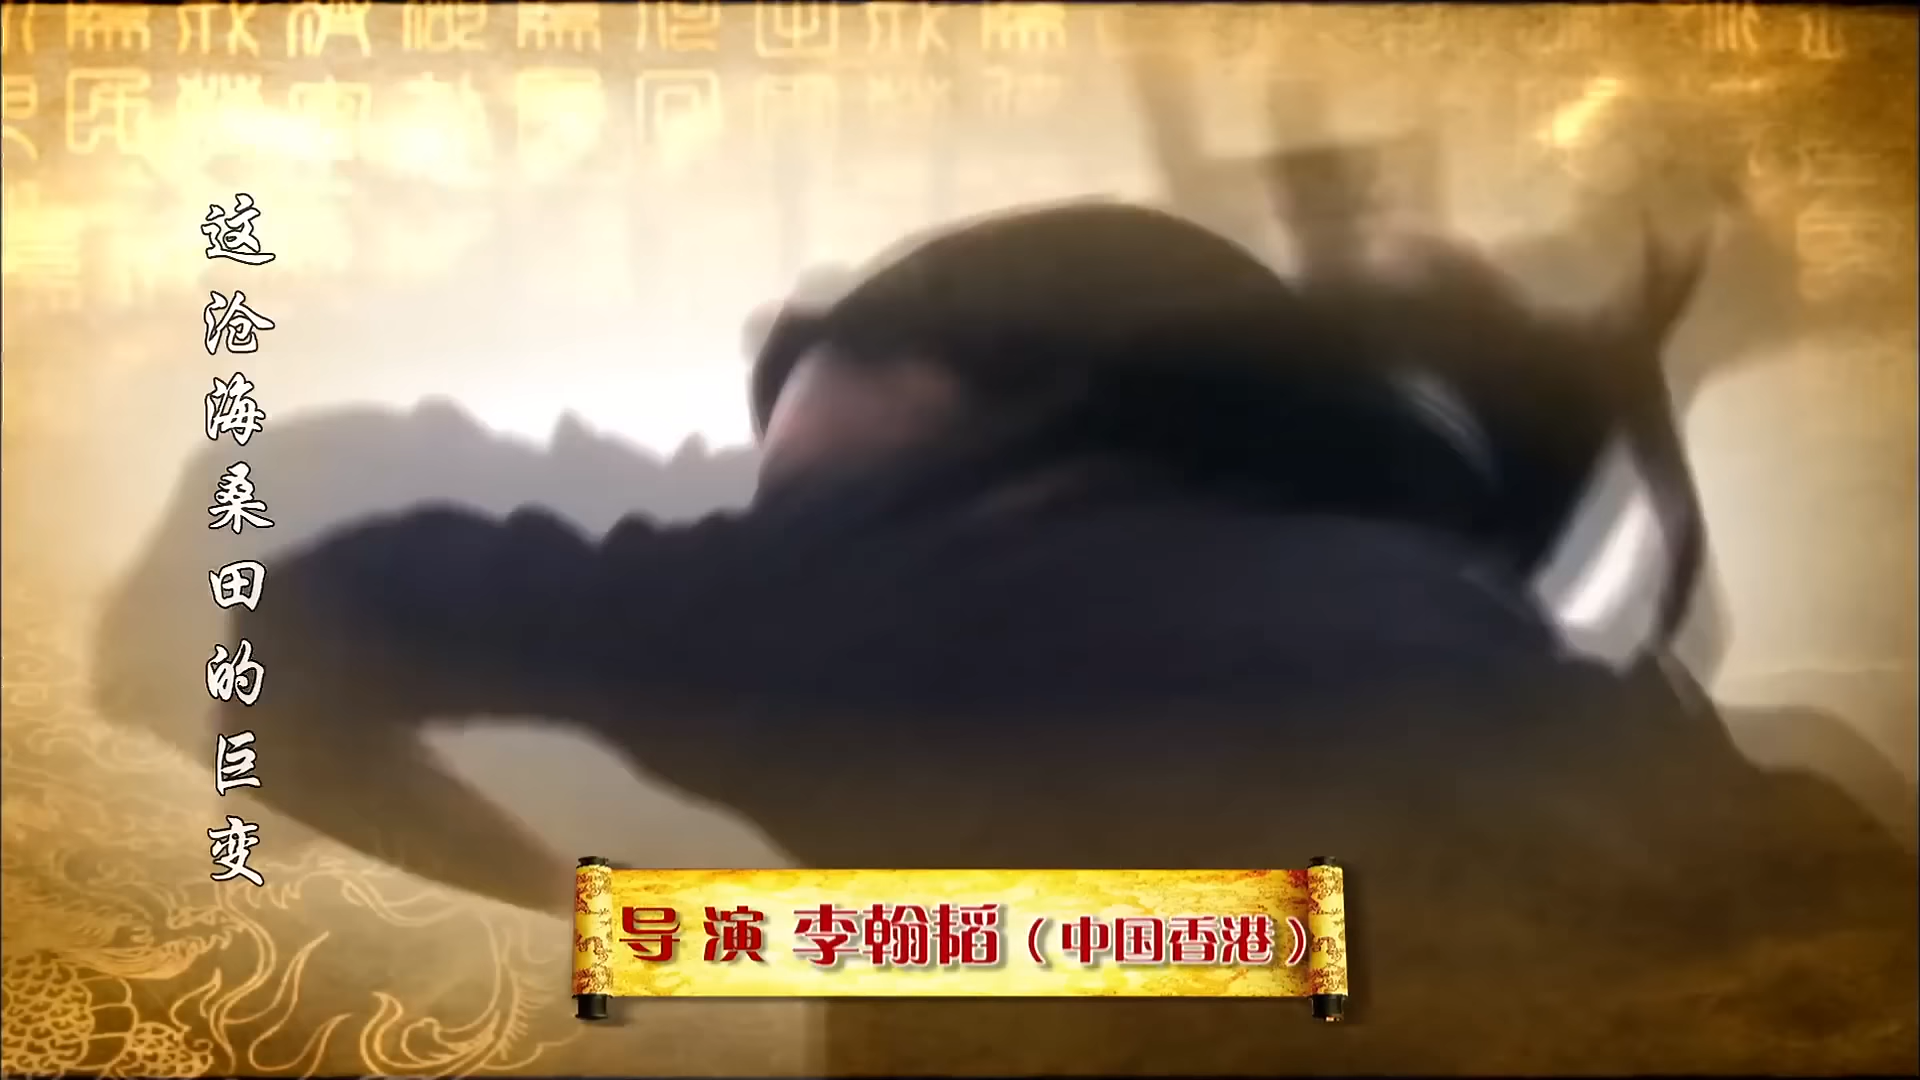 这沧海桑田的巨变
导演 李翰韬（中国香港）